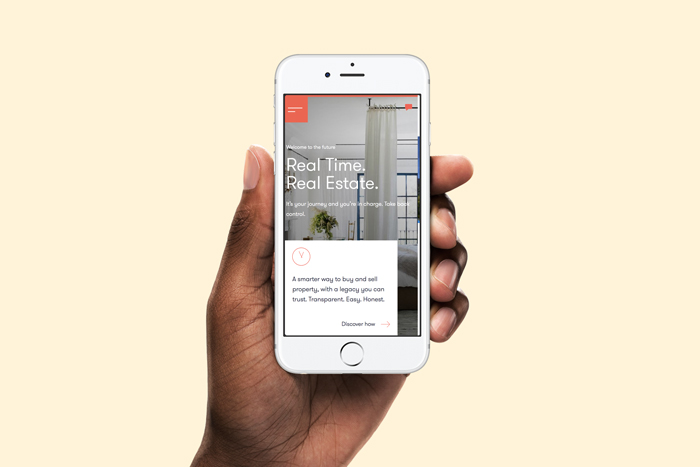 Welcome to the future
Real Time.
Real Estate.
It's your journey and you're in charge. Take back
control.
A smarter way to buy and sell
property, with a legacy you can
trust. Transparent. Easy. Honest.
Discover how